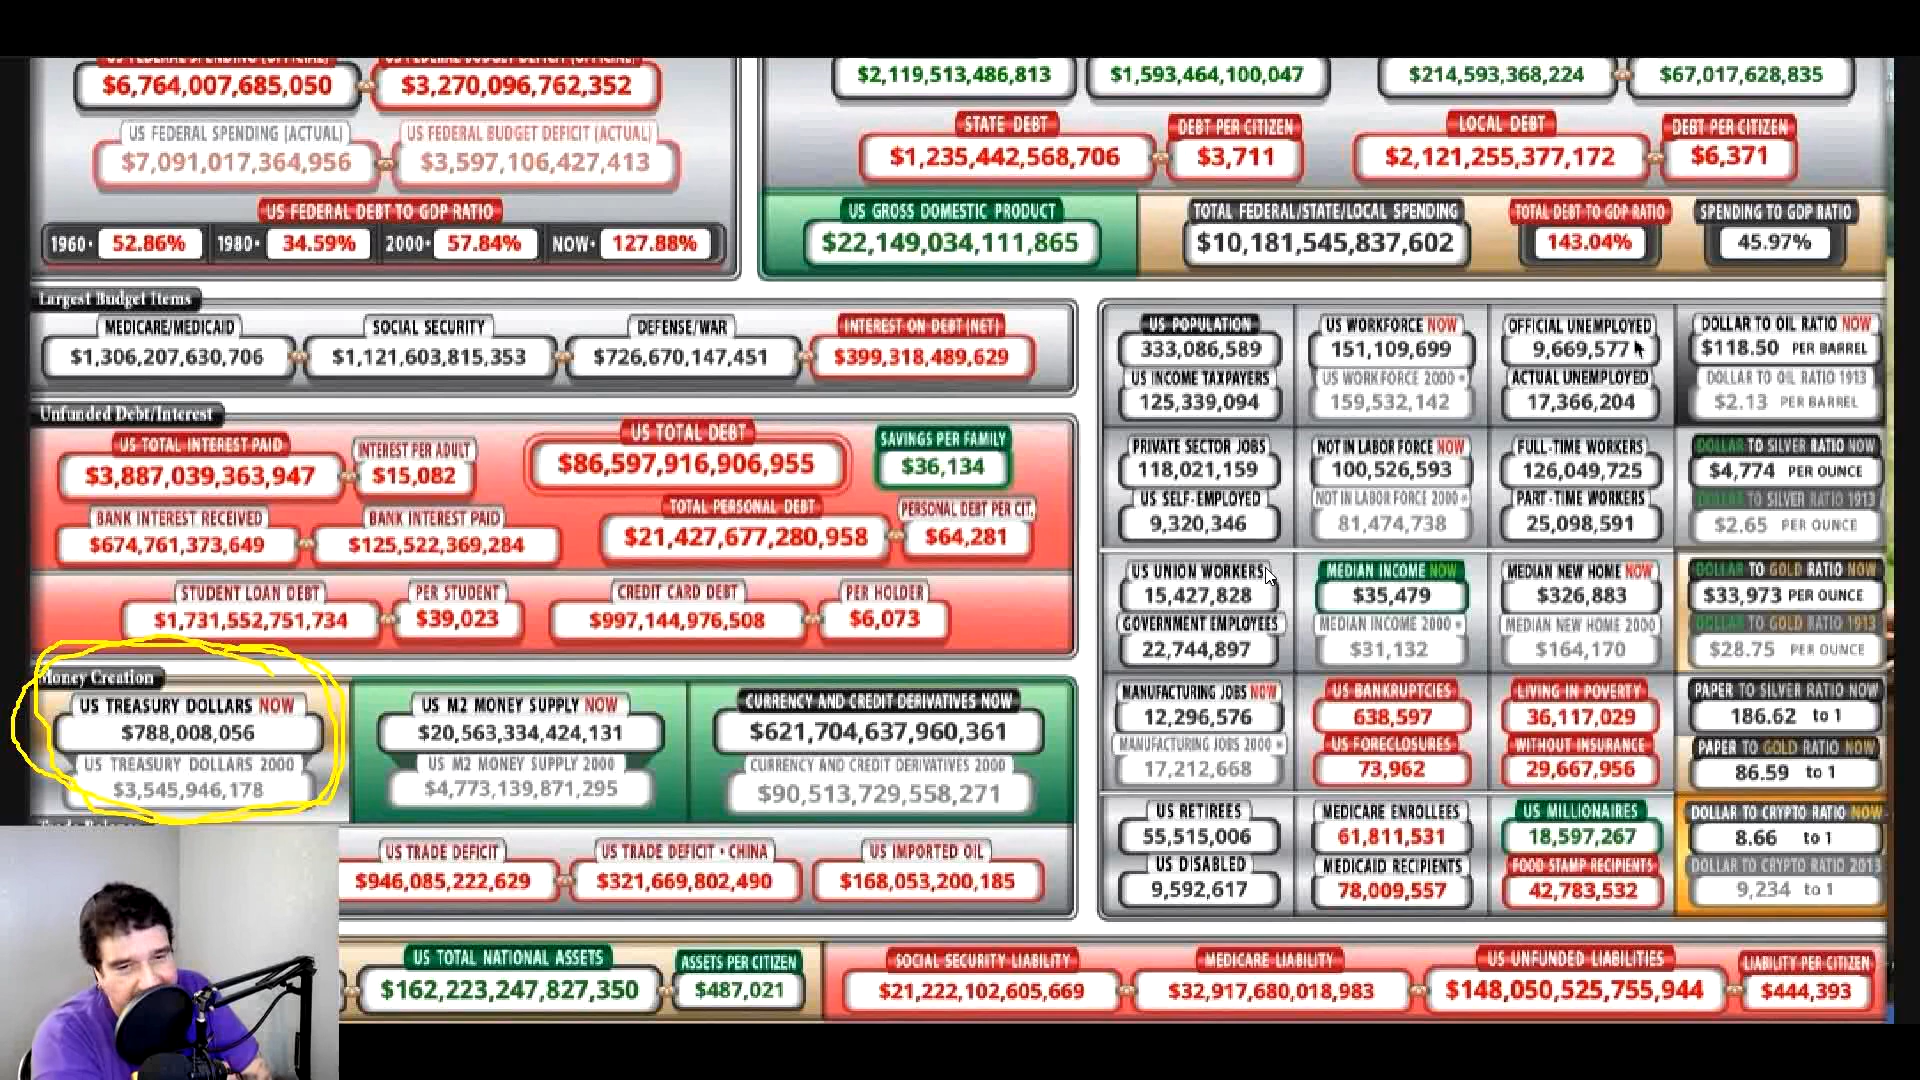 $6,764,007,685,050 $3,270,096,762,352
US FEDERAL SPENDING (ACTUAL) US FEDERAL BUDGET DEFICIT (ACTUAL)
$7,091,017,364,956 $3,597,106,427,413
US FEDERAL DEBT TO GDP RATIO
1960• 52.86% 1980• 34.59% 2000• 57.84% NOW• 127.88%
$2,119,513,486,813 $1,593,464,100,047 $214,593,368,224 $67,017,628,835
STATE DEBT DEBT PER CITIZEN LOCAL DEBT DEBT PER CITIZEN
$1,235,442,568,706 $3,711 $2,121,255,377,172 $6,371
US GROSS DOMESTIC PRODUCT TOTAL FEDERAL/STATE/LOCAL SPENDING TOTAL DEBT TO GDP RATIO SPENDING TO GDP RATIO
$22,149,034,111,865 $10,181,545,837,602 143.04% 45.97%
Largest Budget Items
MEDICARE/MEDICAID SOCIAL SECURITY DEFENSE/WAR INTEREST ON DEBT (NET)
$1,306,207,630,706 $1,121,603,815,353 $726,670,147,451 $399,318,489,629
Unfunded Debt/Interest
US TOTAL INTEREST PAID INTEREST PER ADULT US TOTAL DEBT SAVINGS PER FAMILY
$3,887,039,363,947 $15,082 $86,597,916,906,955 $36,134
BANK INTEREST RECEIVED BANK INTEREST PAID TOTAL PERSONAL DEBT PERSONAL DEBT PER CIT.
$674,761,373,649 $125,522,369,284 $21,427,677,280,958 $64,281
STUDENT LOAN DEBT PER STUDENT CREDIT CARD DEBT PER HOLDER
$1,731,552,751,734 $39,023 $997,144,976,508 $6,073
Money Creation
US TREASURY DOLLARS NOW US M2 MONEY SUPPLY NOW CURRENCY AND CREDIT DERIVATIVES NOW
$788,008,056 $20,563,334,424,131 $621,704,637,960,361
US TREASURY DOLLARS 2000 US M2 MONEY SUPPLY 2000 CURRENCY AND CREDIT DERIVATIVES 2000
$3,545,946,178 $4,773,139,871,295 $90,513,729,558,271
US TRADE DEFICIT US TRADE DEFICIT • CHINA US IMPORTED OIL
$946,085,222,629 $321,669,802,490 $168,053,200,185
US POPULATION US WORKFORCE NOW OFFICIAL UNEMPLOYED DOLLAR TO OIL RATIO NOW
333,086,589 151,109,699 9,669,577 $118.50 PER BARREL
US INCOME TAXPAYERS US WORKFORCE 2000 • ACTUAL UNEMPLOYED DOLLAR TO OIL RATIO 1913
125,339,094 159,532,142 17,366,204 $2.13 PER BARREL
PRIVATE SECTOR JOBS NOT IN LABOR FORCE NOW FULL-TIME WORKERS DOLLAR TO SILVER RATIO NOW
118,021,159 100,526,593 126,049,725 $4,774 PER OUNCE
US SELF-EMPLOYED NOT IN LABOR FORCE 2000 • PART-TIME WORKERS DOLLAR TO SILVER RATIO 1913
9,320,346 81,474,738 25,098,591 $2.65 PER OUNCE
US UNION WORKERS MEDIAN INCOME NOW MEDIAN NEW HOME NOW DOLLAR TO GOLD RATIO NOW
15,427,828 $35,479 $326,883 $33,973 PER OUNCE
GOVERNMENT EMPLOYEES MEDIAN INCOME 2000 • MEDIAN NEW HOME 2000 DOLLAR TO GOLD RATIO 1913
22,744,897 $31,132 $164,170 $28.75 PER OUNCE
MANUFACTURING JOBS NOW US BANKRUPTCIES LIVING IN POVERTY PAPER TO SILVER RATIO NOW
12,296,576 638,597 36,117,029 186.62 to 1
MANUFACTURING JOBS 2000 • US FORECLOSURES WITHOUT INSURANCE PAPER TO GOLD RATIO NOW
17,212,668 73,962 29,667,956 86.59 to 1
US RETIREES MEDICARE ENROLLEES US MILLIONAIRES DOLLAR TO CRYPTO RATIO NOW
55,515,006 61,811,531 18,597,267 8.66 to 1
US DISABLED MEDICAID RECIPIENTS FOOD STAMP RECIPIENTS DOLLAR TO CRYPTO RATIO 2013
9,592,617 78,009,557 42,783,532 9,234 to 1
US TOTAL NATIONAL ASSETS ASSETS PER CITIZEN SOCIAL SECURITY LIABILITY MEDICARE LIABILITY US UNFUNDED LIABILITIES LIABILITY PER CITIZEN
$162,223,247,827,350 $487,021 $21,222,102,605,669 $32,917,680,018,983 $148,050,525,755,944 $444,393